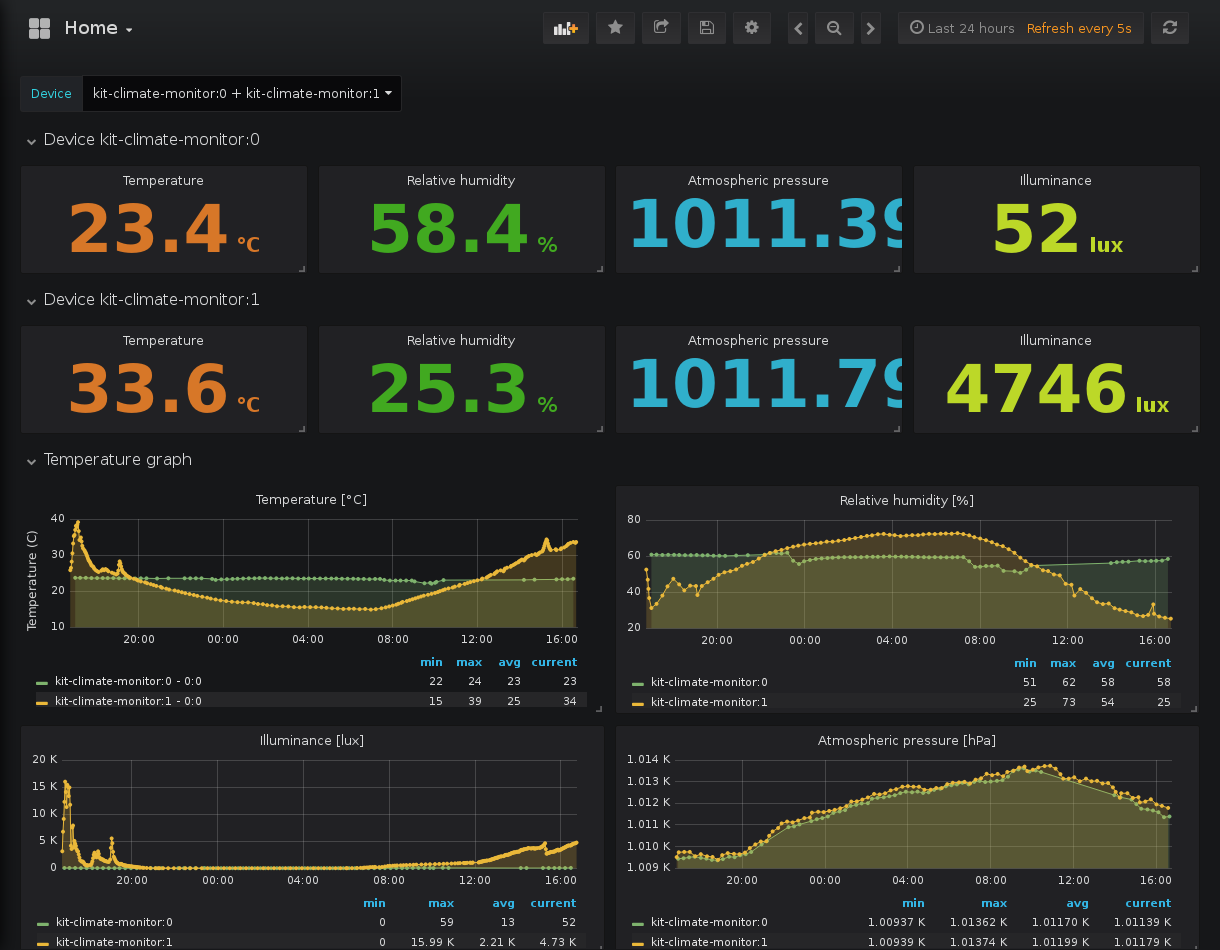 Home
Last 24 hours Refresh every 5s
Device kit-climate-monitor:0 + kit-climate-monitor:1
Device kit-climate-monitor:0
Temperature Relative humidity Atmospheric pressure Illuminance
23.4 °C 58.4 % 1011.39 52 lux
Device kit-climate-monitor:1
Temperature Relative humidity Atmospheric pressure Illuminance
33.6 °C 25.3 % 1011.79 4746 lux
Temperature graph
Temperature [°C]
Temperature (C)
40
30
20
10
20:00 00:00 04:00 08:00 12:00 16:00
min max avg current
kit-climate-monitor:0 - 0:0 22 24 23 23
kit-climate-monitor:1 - 0:0 15 39 25 34
Relative humidity [%]
80
60
40
20
20:00 00:00 04:00 08:00 12:00 16:00
min max avg current
kit-climate-monitor:0 51 62 58 58
kit-climate-monitor:1 25 73 54 25
Illuminance [lux]
20 K
15 K
10 K
5 K
0
20:00 00:00 04:00 08:00 12:00 16:00
min max avg current
kit-climate-monitor:0 0 59 13 52
kit-climate-monitor:1 0 15.99 K 2.21 K 4.73 K
Atmospheric pressure [hPa]
1.014 K
1.013 K
1.012 K
1.011 K
1.010 K
1.009 K
20:00 00:00 04:00 08:00 12:00 16:00
min max avg current
kit-climate-monitor:0 1.00937 K 1.01362 K 1.01170 K 1.01139 K
kit-climate-monitor:1 1.00939 K 1.01374 K 1.01199 K 1.01179 K